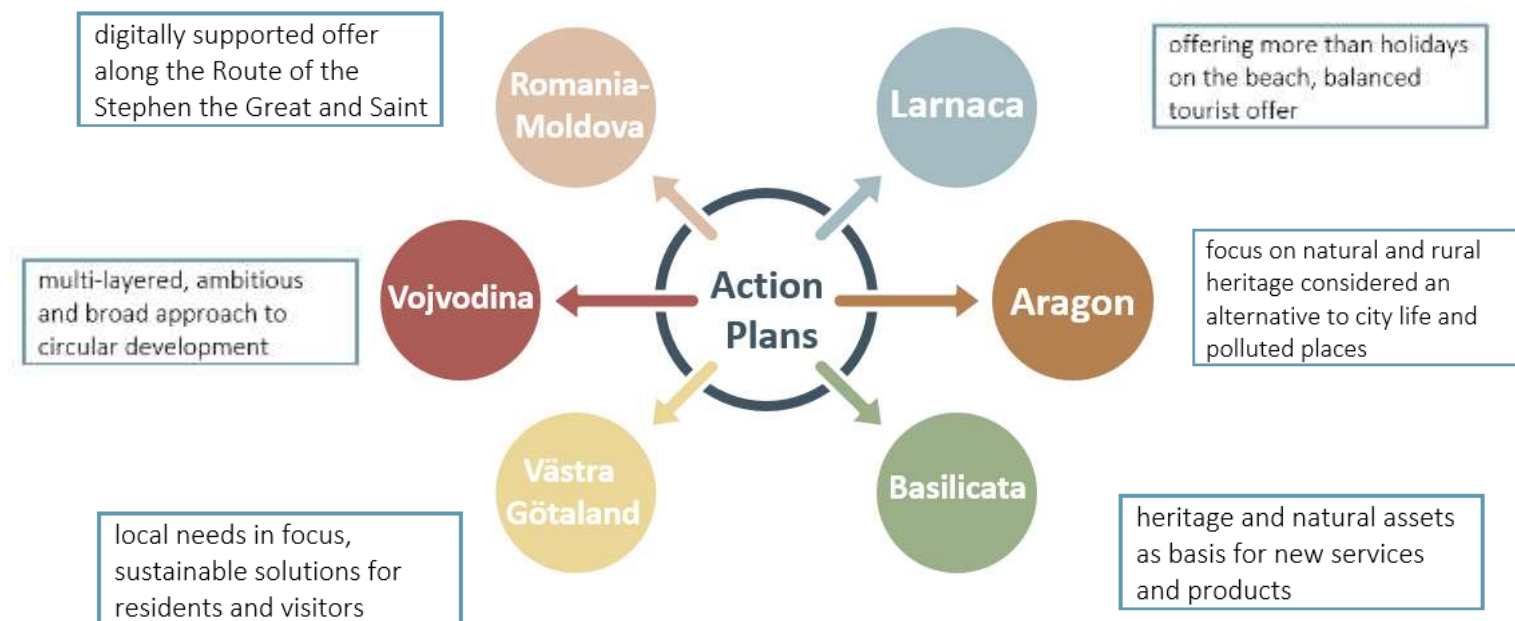 digitally supported offer
along the Route of the
Stephen the Great and Saint
Romania-
Moldova
Larnaca
offering more than holidays
on the beach, balanced
tourist offer
multi-layered, ambitious
and broad approach to
circular development
Vojvodina
Action
Plans
Aragon
focus on natural and rural
heritage considered an
alternative to city life and
polluted places
local needs in focus,
sustainable solutions for
residents and visitors
Västra
Götaland
Basilicata
heritage and natural assets
as basis for new services
and products